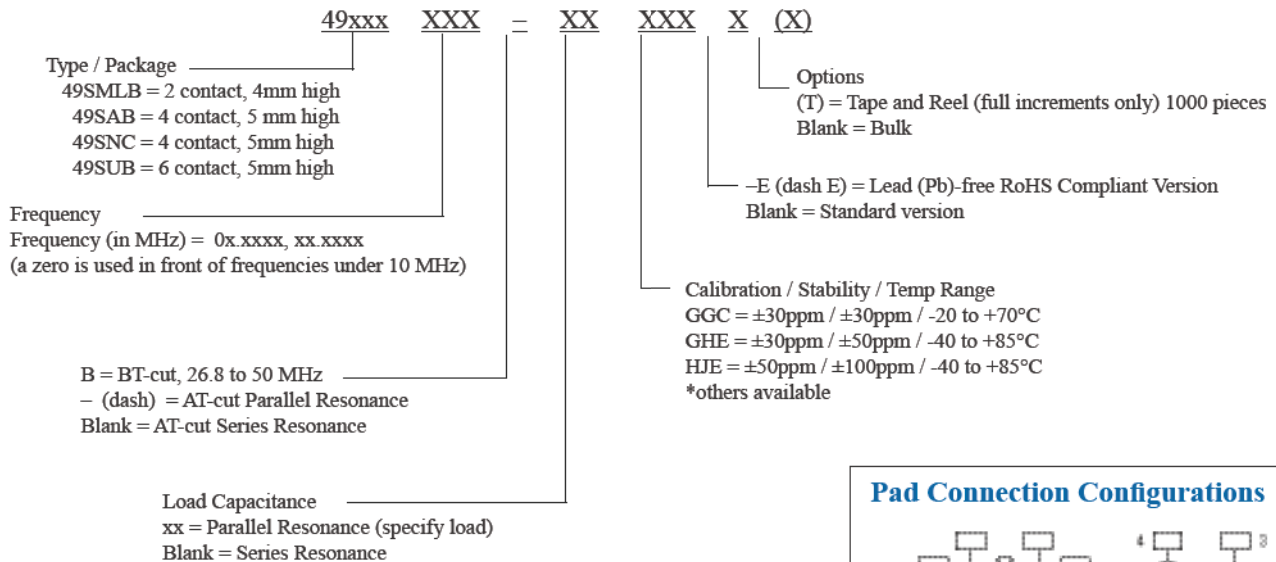 49xxx XXX – XX XXX X (X)
Type / Package
49SMLB = 2 contact, 4mm high
49SAB = 4 contact, 5 mm high
49SNC = 4 contact, 5mm high
49SUB = 6 contact, 5mm high
Options
(T) = Tape and Reel (full increments only) 1000 pieces
Blank = Bulk
–E (dash E) = Lead (Pb)-free RoHS Compliant Version
Blank = Standard version
Frequency
Frequency (in MHz) = 0x.xxxx, xx.xxxx
(a zero is used in front of frequencies under 10 MHz)
Calibration / Stability / Temp Range
GGC = ±30ppm / ±30ppm / -20 to +70°C
GHE = ±30ppm / ±50ppm / -40 to +85°C
HJE = ±50ppm / ±100ppm / -40 to +85°C
*others available
B = BT-cut, 26.8 to 50 MHz
– (dash) = AT-cut Parallel Resonance
Blank = AT-cut Series Resonance
Load Capacitance
xx = Parallel Resonance (specify load)
Blank = Series Resonance
Pad Connection Configurations
4 3